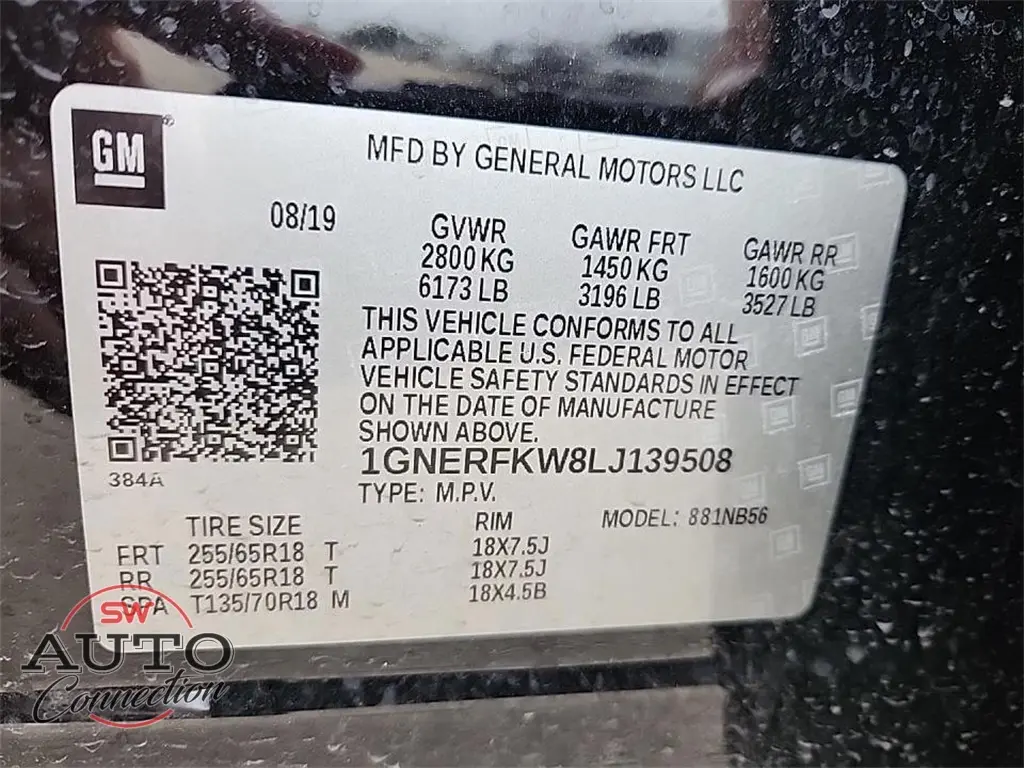 GM
MFD BY GENERAL MOTORS LLC
08/19
GVWR GAWR FRT GAWR RR
2800 KG 1450 KG 1600 KG
6173 LB 3196 LB 3527 LB
THIS VEHICLE CONFORMS TO ALL
APPLICABLE U.S. FEDERAL MOTOR
VEHICLE SAFETY STANDARDS IN EFFECT
ON THE DATE OF MANUFACTURE
SHOWN ABOVE.
384A
1GNERFKW8LJ139508
TYPE: M.P.V.
TIRE SIZE RIM MODEL: 881NB56
FRT 255/65R18 T 18X7.5J
RR 255/65R18 T 18X7.5J
SPA T135/70R18 M 18X4.5B
SW
AUTO
Connection